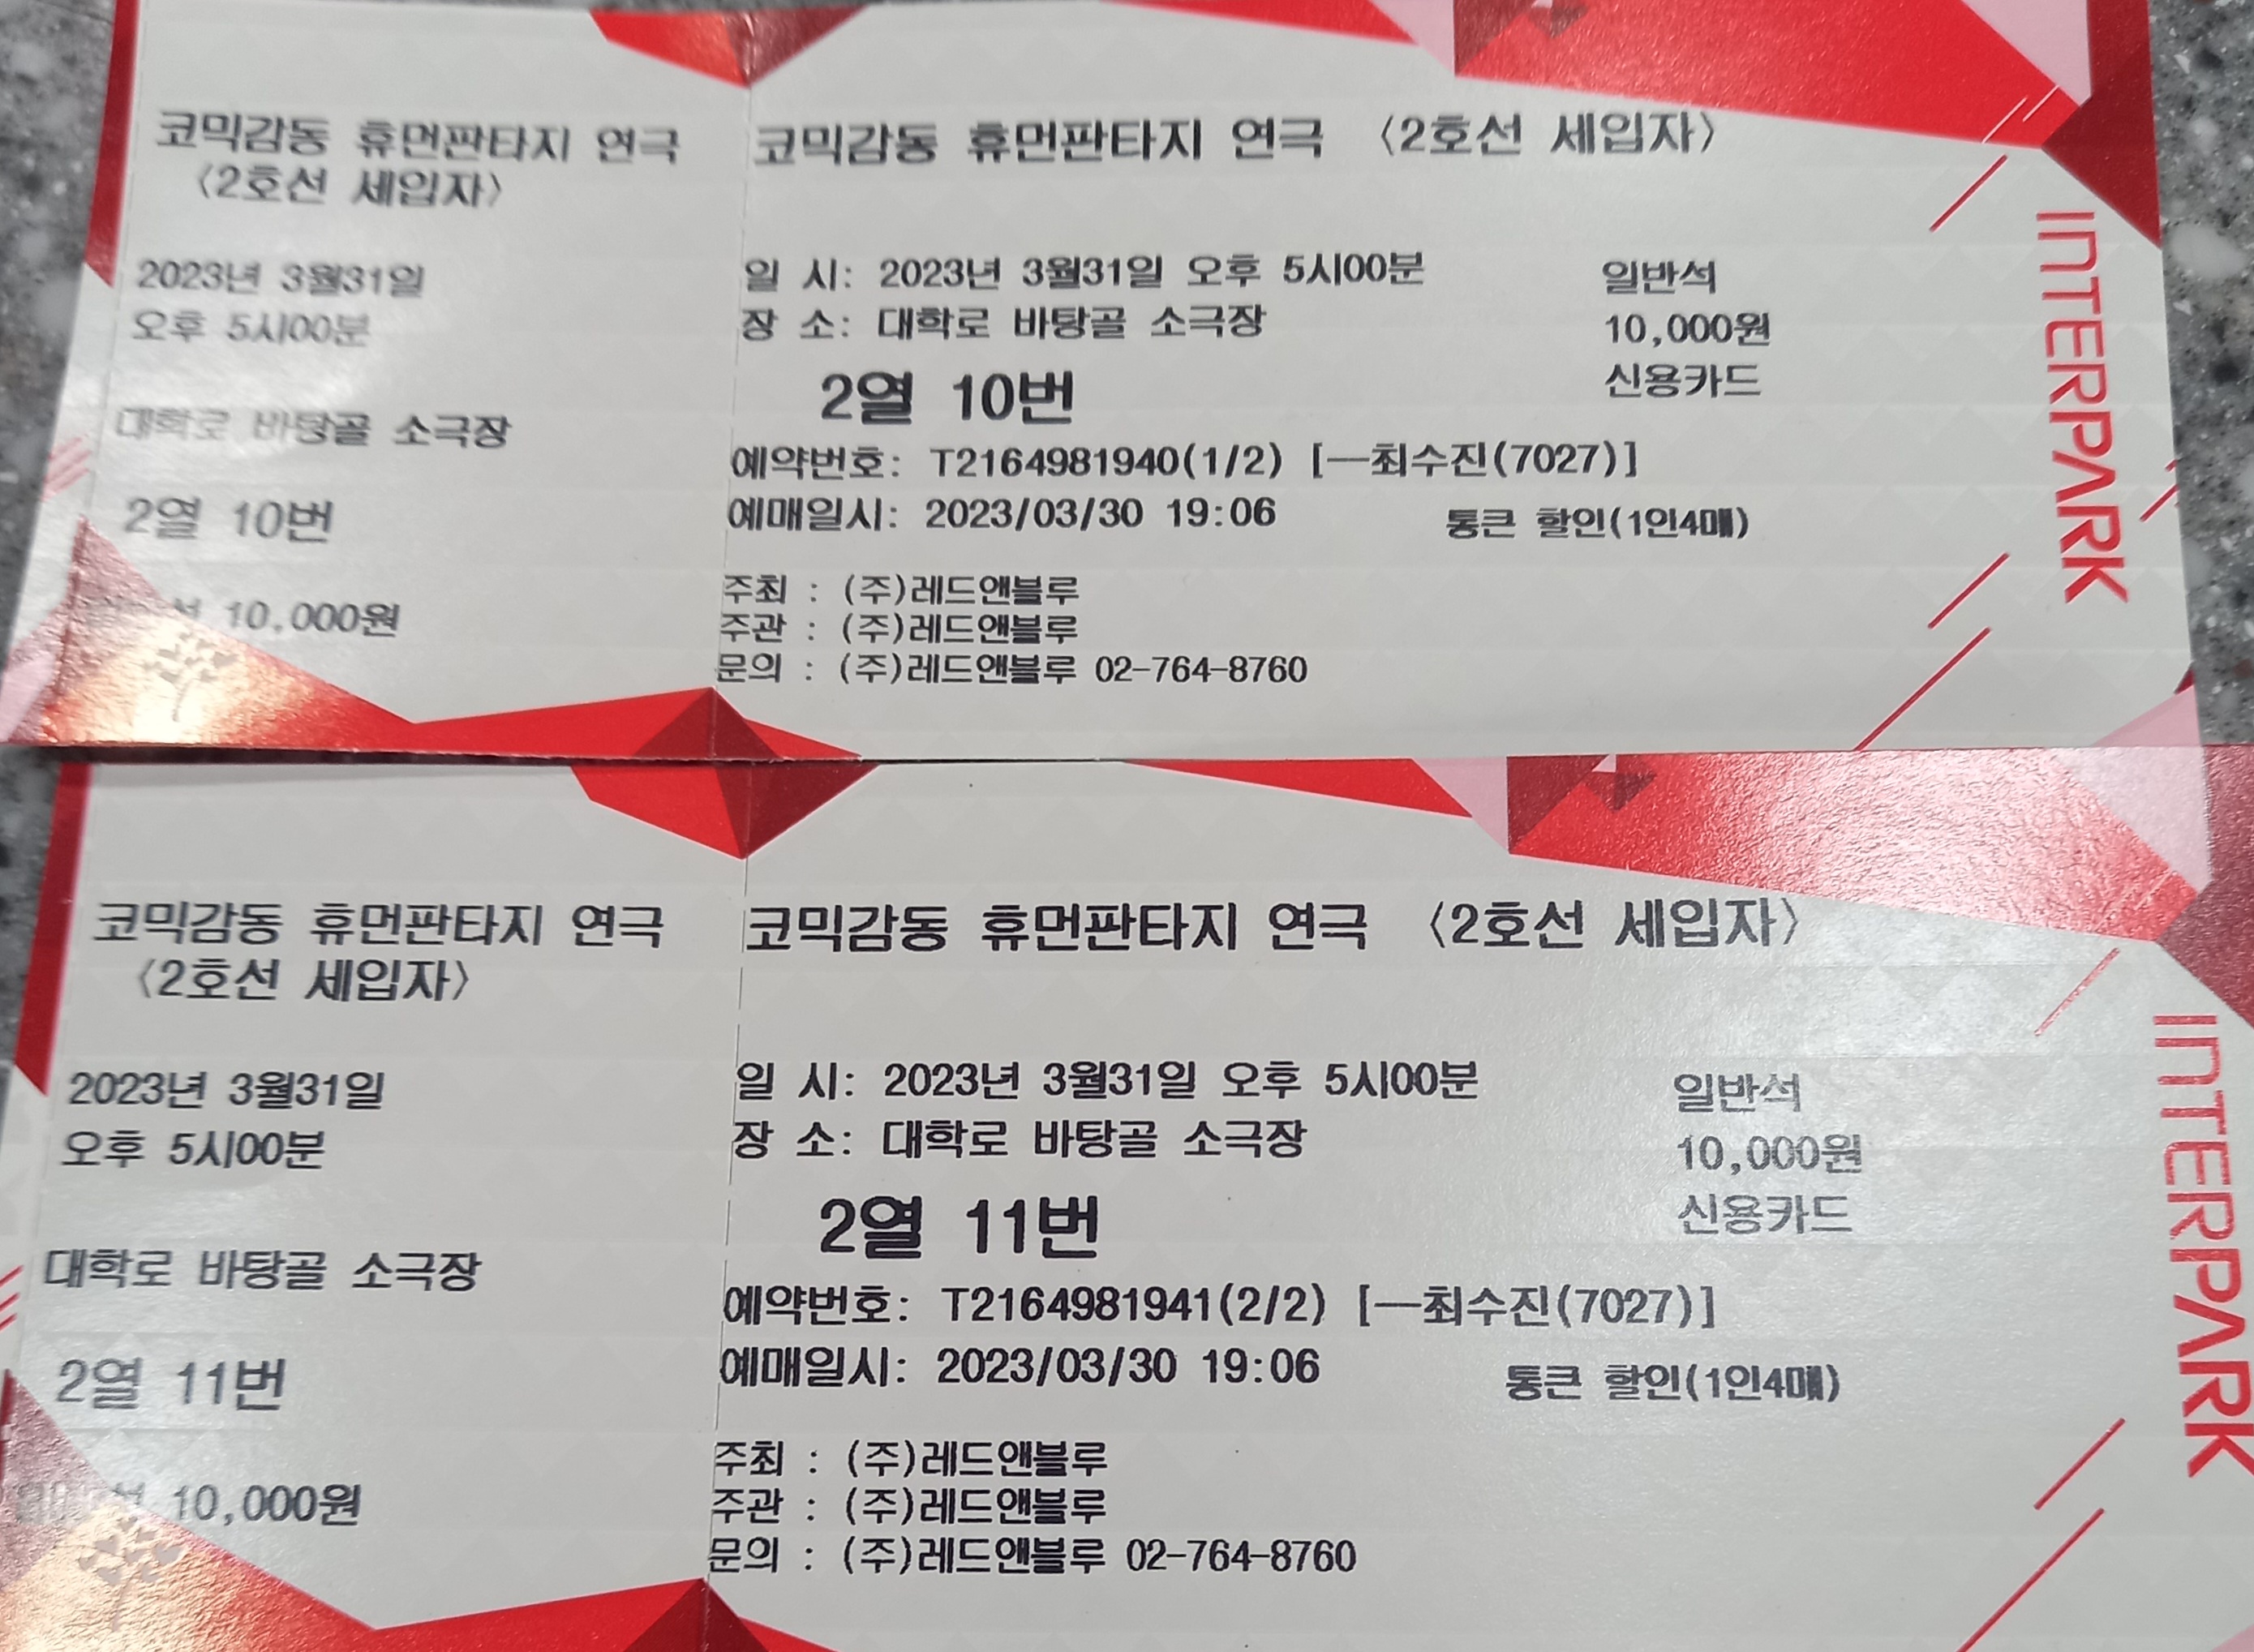 코믹감동 휴먼판타지 연극
〈2호선 세입자〉
2023년 3월31일
오후 5시00분
대학로 바탕골 소극장
2열 10번
10,000원
코믹감동 휴먼판타지 연극 〈2호선 세입자〉
일 시: 2023년 3월31일 오후 5시00분
장 소: 대학로 바탕골 소극장
2열 10번
일반석
10,000원
신용카드
예약번호: T2164981940(1/2) [―최수진(7027)]
예매일시: 2023/03/30 19:06
통큰 할인(1인4매)
주최 : (주)레드앤블루
주관 : (주)레드앤블루
문의 : (주)레드앤블루 02-764-8760
INTERPARK
코믹감동 휴먼판타지 연극
〈2호선 세입자〉
2023년 3월31일
오후 5시00분
대학로 바탕골 소극장
2열 11번
10,000원
코믹감동 휴먼판타지 연극 〈2호선 세입자〉
일 시: 2023년 3월31일 오후 5시00분
장 소: 대학로 바탕골 소극장
2열 11번
일반석
10,000원
신용카드
예약번호: T2164981941(2/2) [―최수진(7027)]
예매일시: 2023/03/30 19:06
통큰 할인(1인4매)
주최 : (주)레드앤블루
주관 : (주)레드앤블루
문의 : (주)레드앤블루 02-764-8760
INTERPARK